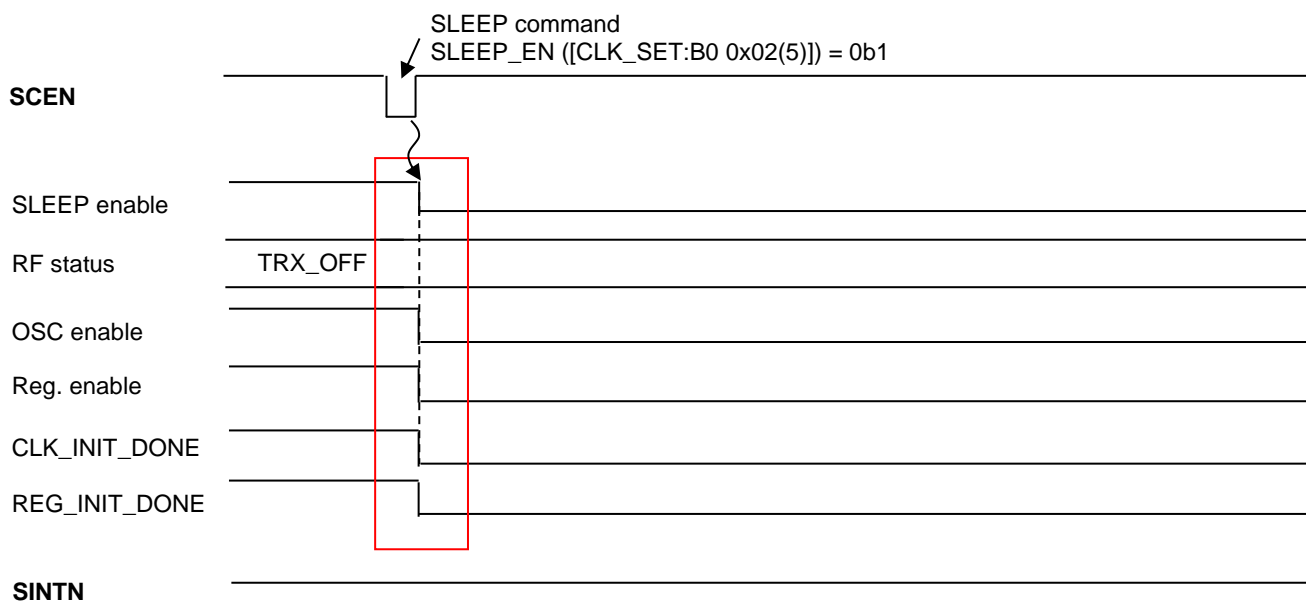 SLEEP command
SLEEP_EN ([CLK_SET:B0 0x02(5)]) = 0b1
SCEN
SLEEP enable
RF status
TRX_OFF
OSC enable
Reg. enable
CLK_INIT_DONE
REG_INIT_DONE
SINTN